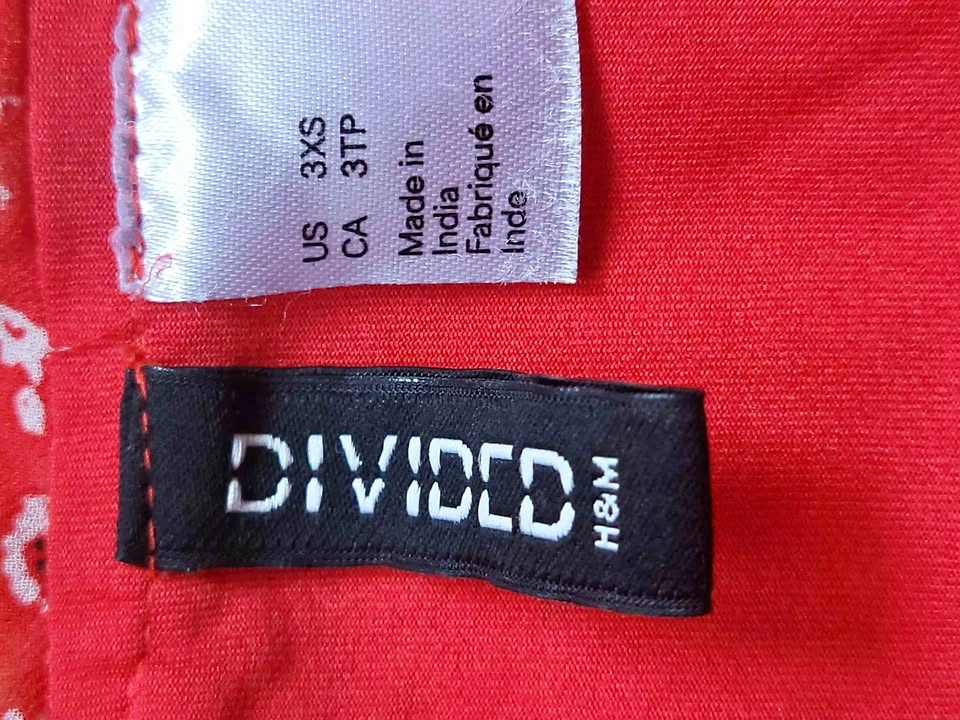 US 3XS
CA 3TP
Made in
India
Fabriqué en
Inde
DIVIDED
H&M